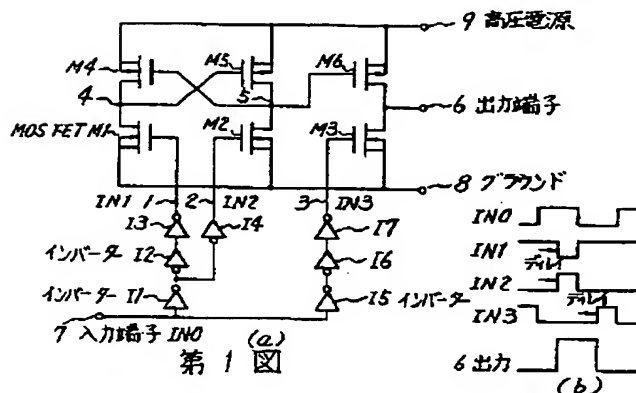 9 高圧電源
M4
M5
M6
4
5
6 出力端子
MOS FET M1
M2
M3
8 グラウンド
IN1 1
2 IN2
3 IN3
I3
I4
I7
インバーター I2
I6
インバーター I1
I5 インバーター
7 入力端子 IN0
(a)
第1図
IN0
IN1
ディレイ
IN2
ディレイ
IN3
6 出力
(b)